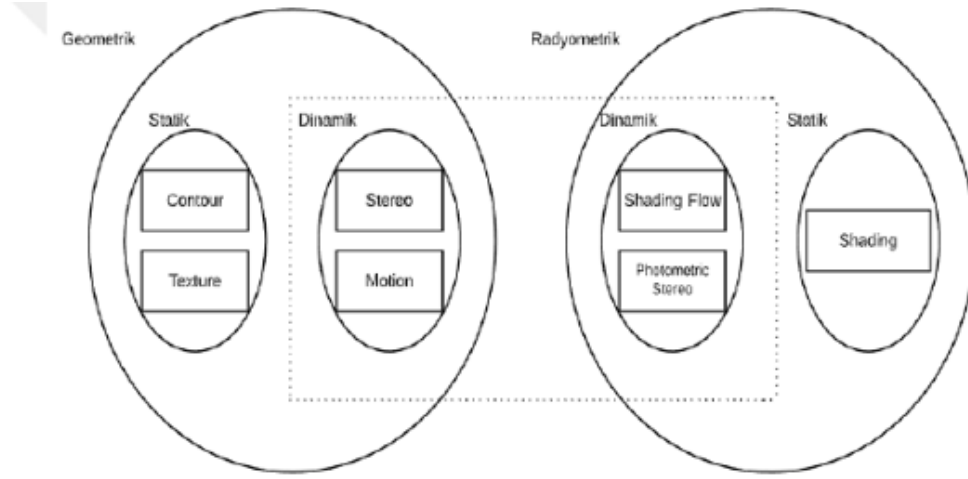 Geometrik
Radyometrik
Statik
Dinamik
Dinamik
Statik
Contour
Stereo
Shading Flow
Shading
Texture
Motion
Photometric
Stereo